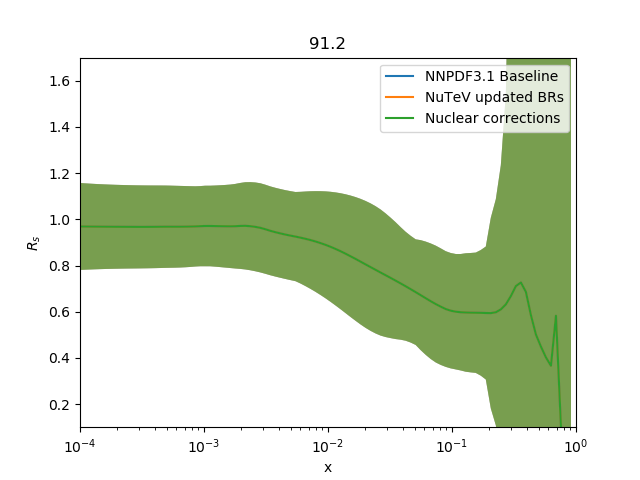 91.2
NNPDF3.1 Baseline
NuTeV updated BRs
Nuclear corrections
1.6
1.4
1.2
1.0
0.8
0.6
0.4
0.2
R_s
10^-4
10^-3
10^-2
10^-1
10^0
x